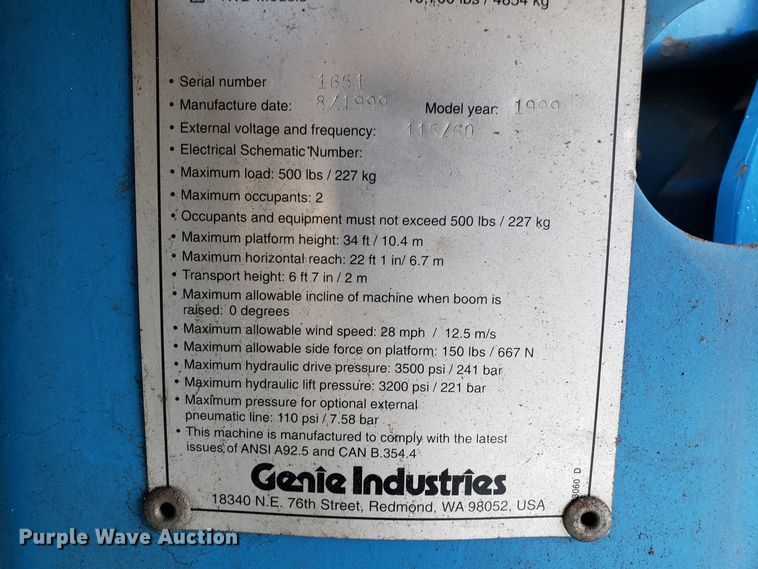 • Serial number 1651
• Manufacture date: 8/1999 Model year: 1999
• External voltage and frequency: 115/60
• Electrical Schematic Number:
• Maximum load: 500 lbs / 227 kg
• Maximum occupants: 2
• Occupants and equipment must not exceed 500 lbs / 227 kg
• Maximum platform height: 34 ft / 10.4 m
• Maximum horizontal reach: 22 ft 1 in/ 6.7 m
• Transport height: 6 ft 7 in / 2 m
• Maximum allowable incline of machine when boom is
raised: 0 degrees
• Maximum allowable wind speed: 28 mph / 12.5 m/s
• Maximum allowable side force on platform: 150 lbs / 667 N
• Maximum hydraulic drive pressure: 3500 psi / 241 bar
• Maximum hydraulic lift pressure: 3200 psi / 221 bar
• Maximum pressure for optional external
pneumatic line: 110 psi / 7.58 bar
• This machine is manufactured to comply with the latest
issues of ANSI A92.5 and CAN B.354.4
Genie Industries
18340 N.E. 76th Street, Redmond, WA 98052, USA
Purple Wave Auction